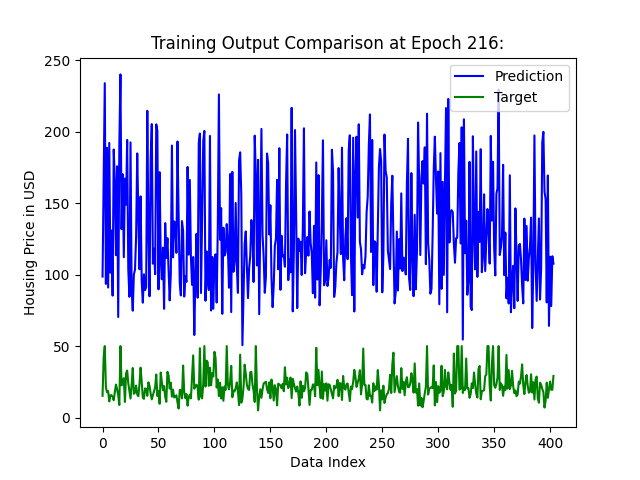 Training Output Comparison at Epoch 216:
250
200
150
100
50
0
Housing Price in USD
Prediction
Target
0 50 100 150 200 250 300 350 400
Data Index